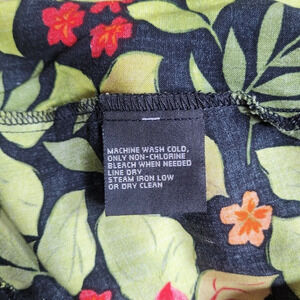 MACHINE WASH COLD,
ONLY NON-CHLORINE
BLEACH WHEN NEEDED
LINE DRY
STEAM IRON LOW
OR DRY CLEAN